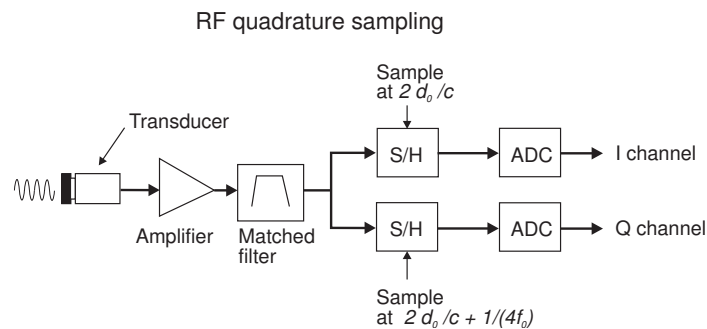 RF quadrature sampling
Sample
at 2 d₀ /c
Transducer
S/H
ADC
I channel
Amplifier
Matched
filter
S/H
ADC
Q channel
Sample
at 2 d₀ /c + 1/(4f₀)